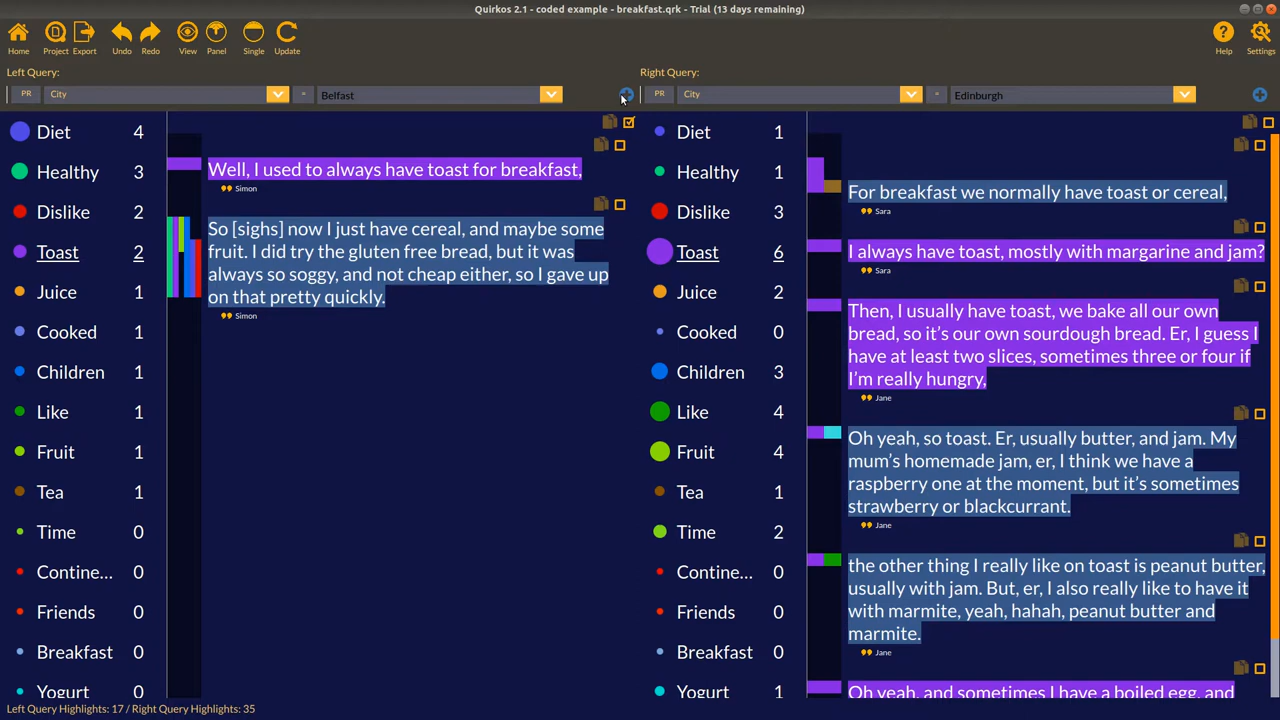 Quirkos 2.1 - coded example - breakfast.qrk - Trial (13 days remaining)
Home Project Export Undo Redo View Panel Single Update Help Settings
Left Query:
PR City = Belfast
Diet 4
Healthy 3
Dislike 2
Toast 2
Juice 1
Cooked 1
Children 1
Like 1
Fruit 1
Tea 1
Time 0
Contine... 0
Friends 0
Breakfast 0
Yogurt 0
Well, I used to always have toast for breakfast,
Simon
So [sighs] now I just have cereal, and maybe some
fruit. I did try the gluten free bread, but it was
always so soggy, and not cheap either, so I gave up
on that pretty quickly.
Simon
Right Query:
PR City = Edinburgh
Diet 1
Healthy 1
Dislike 3
Toast 6
Juice 2
Cooked 0
Children 3
Like 4
Fruit 4
Tea 1
Time 2
Contine... 0
Friends 0
Breakfast 0
Yogurt 1
For breakfast we normally have toast or cereal,
Sara
I always have toast, mostly with margarine and jam?
Sara
Then, I usually have toast, we bake all our own
bread, so it's our own sourdough bread. Er, I guess I
have at least two slices, sometimes three or four if
I'm really hungry,
Jane
Oh yeah, so toast. Er, usually butter, and jam. My
mum's homemade jam, er, I think we have a
raspberry one at the moment, but it's sometimes
strawberry or blackcurrant.
Jane
the other thing I really like on toast is peanut butter,
usually with jam. But, er, I also really like to have it
with marmite, yeah, hahah, peanut butter and
marmite.
Jane
Oh yeah, and sometimes I have a boiled egg, and
Left Query Highlights: 17 / Right Query Highlights: 35